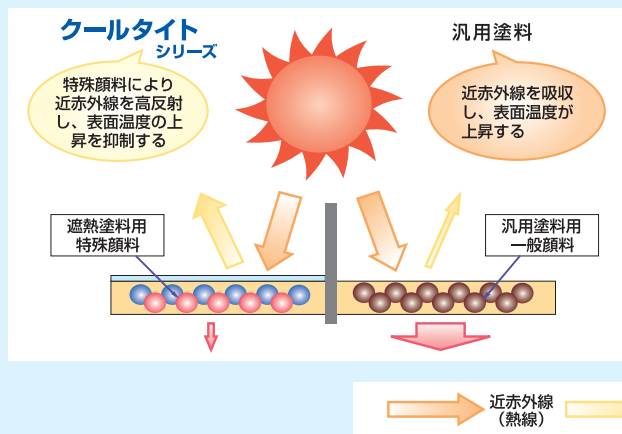 クールタイト
シリーズ
特殊顔料により
近赤外線を高反射
し、表面温度の上
昇を抑制する
汎用塗料
近赤外線を吸収
し、表面温度が
上昇する
遮熱塗料用
特殊顔料
汎用塗料用
一般顔料
近赤外線
（熱線）